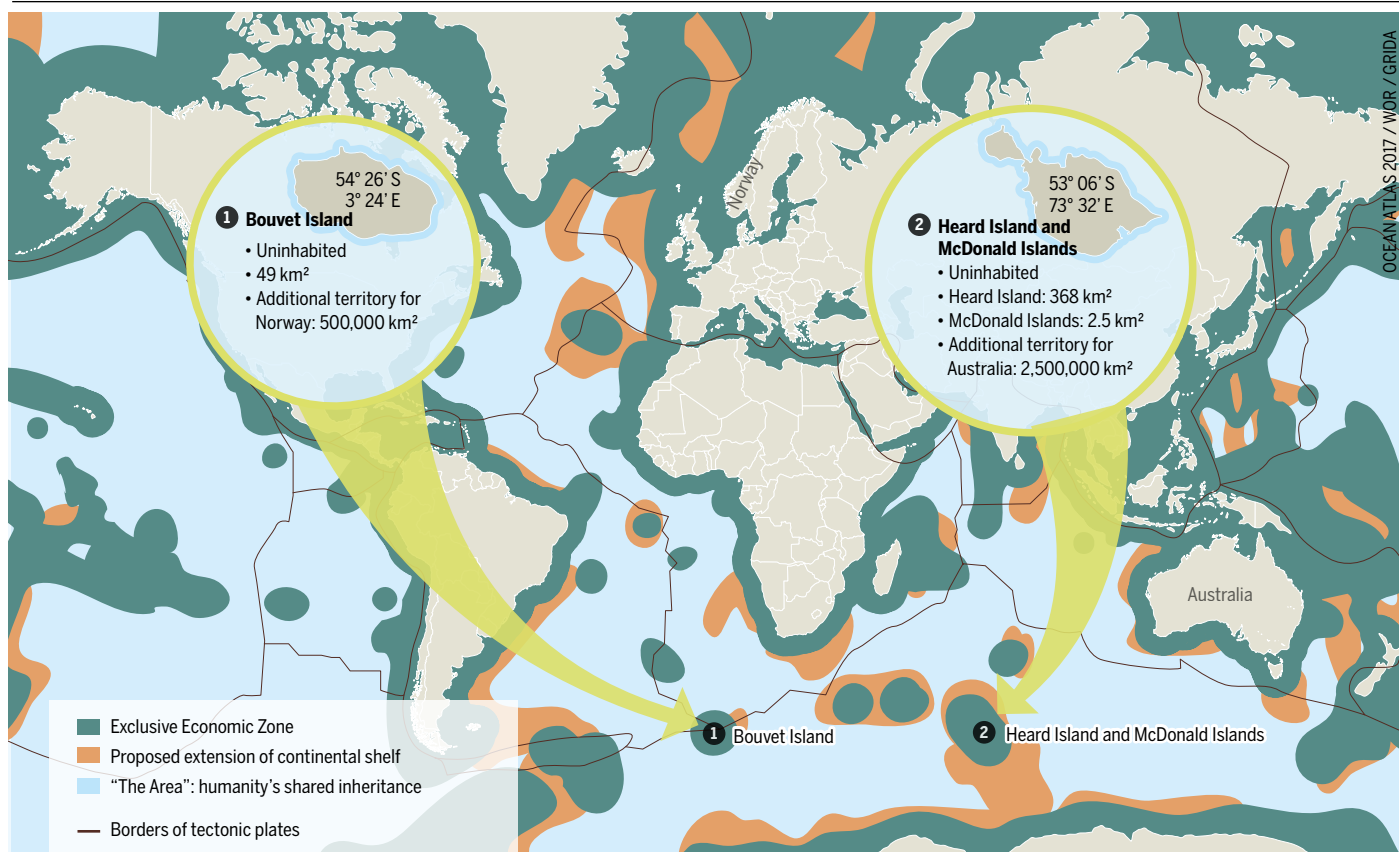 OCEAN ATLAS 2017 / WOR / GRIDA
54° 26’ S
3° 24’ E
1 Bouvet Island
• Uninhabited
• 49 km²
• Additional territory for
Norway: 500,000 km²
Norway
53° 06’ S
73° 32’ E
2 Heard Island and
McDonald Islands
• Uninhabited
• Heard Island: 368 km²
• McDonald Islands: 2.5 km²
• Additional territory for
Australia: 2,500,000 km²
Australia
1 Bouvet Island
2 Heard Island and McDonald Islands
Exclusive Economic Zone
Proposed extension of continental shelf
“The Area”: humanity’s shared inheritance
Borders of tectonic plates